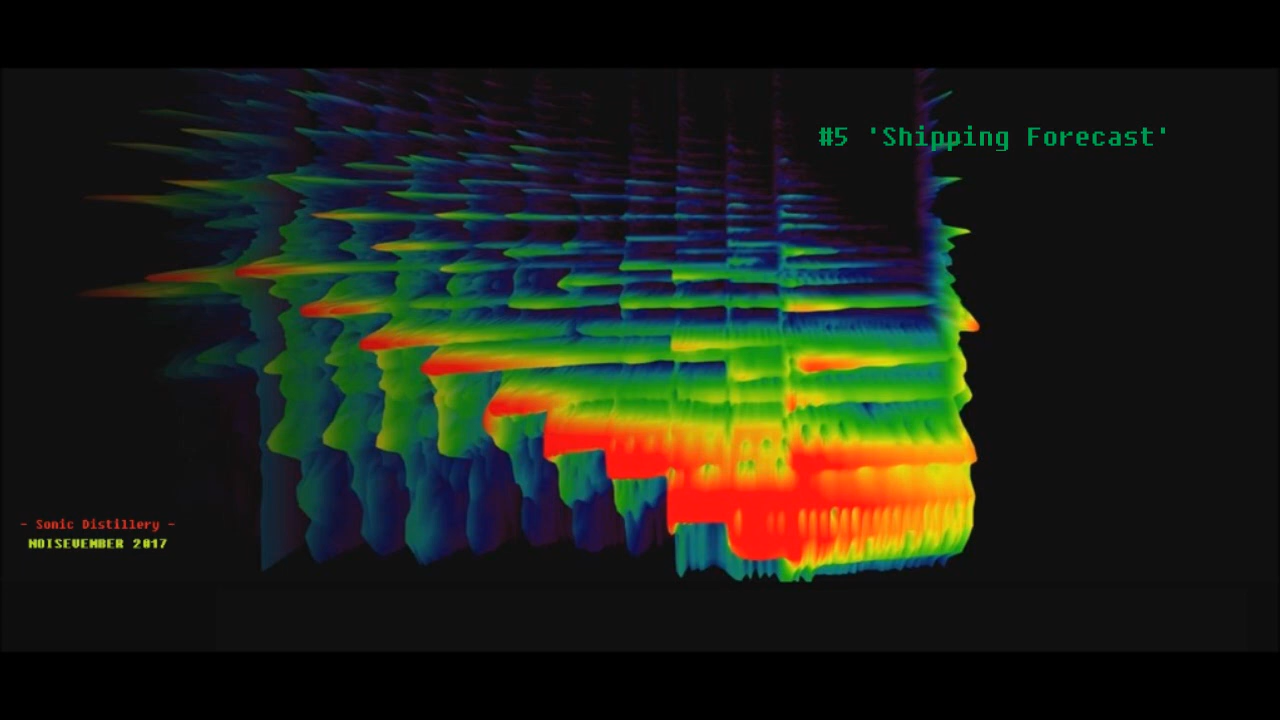 #5 'Shipping Forecast'
- Sonic Distillery -
NOISEVEMBER 2017